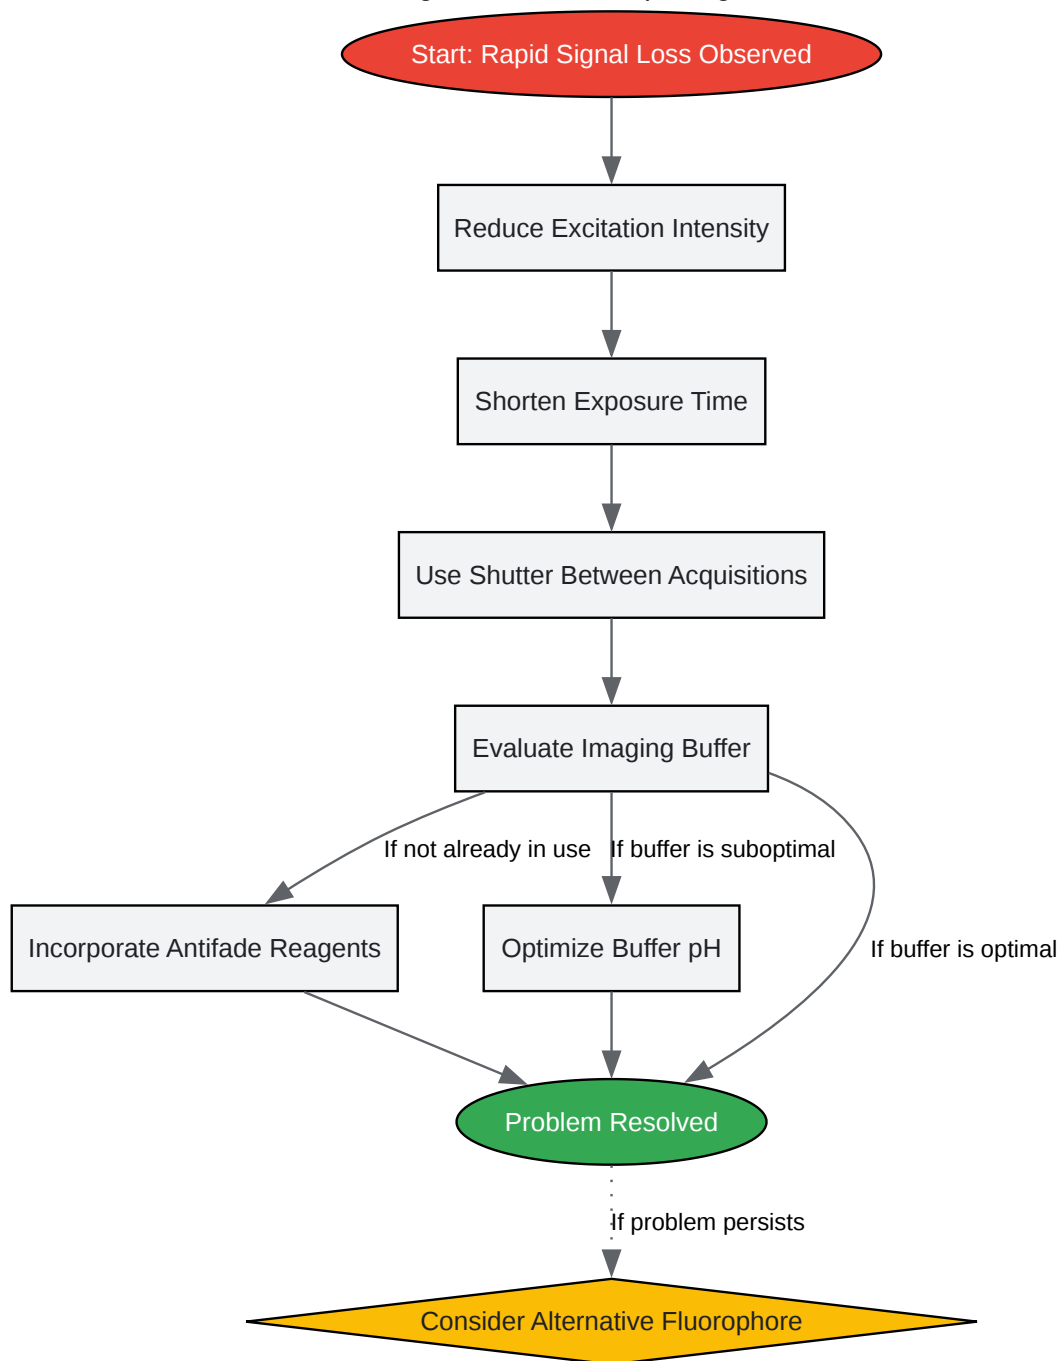 Start: Rapid Signal Loss Observed
Reduce Excitation Intensity
Shorten Exposure Time
Use Shutter Between Acquisitions
Evaluate Imaging Buffer
If not already in use
If buffer is suboptimal
Incorporate Antifade Reagents
Optimize Buffer pH
If buffer is optimal
Problem Resolved
If problem persists
Consider Alternative Fluorophore